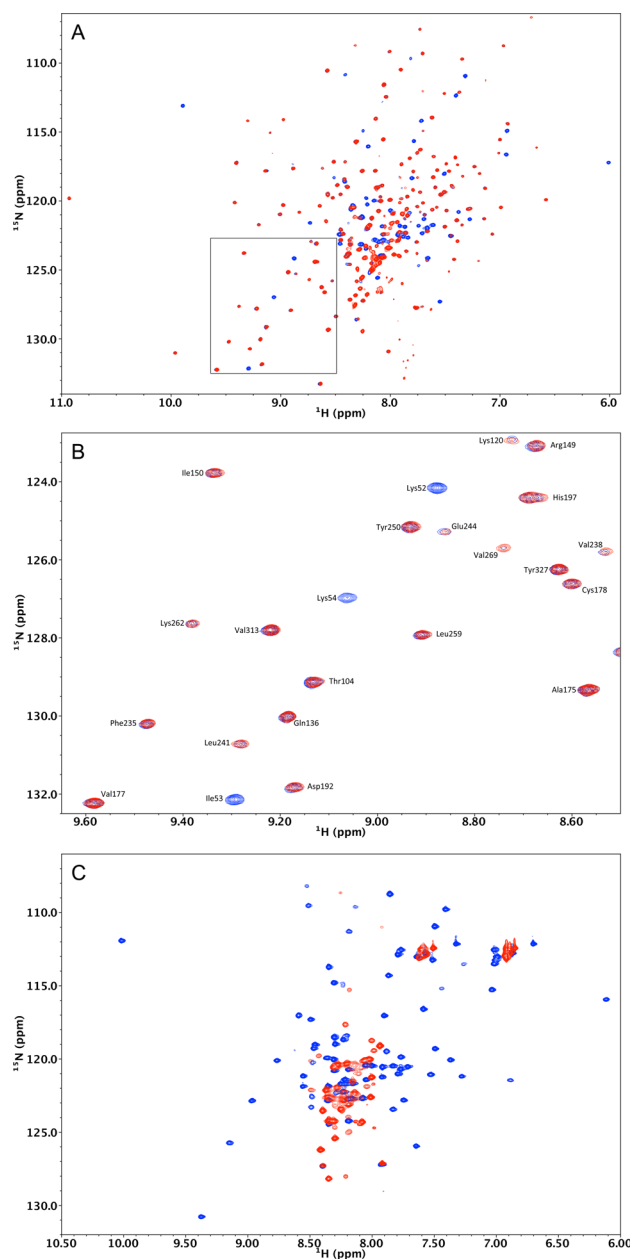 A
110.0
115.0
120.0
125.0
130.0
¹⁵N (ppm)
11.0 10.0 9.0 8.0 7.0 6.0
¹H (ppm)
B
Lys120
Arg149
Ile150
124.0
Lys52
His197
Tyr250
Glu244
Val238
Val269
126.0
Tyr327
Cys178
Lys54
Lys262
Val313
Leu259
128.0
Thr104
Ala175
Phe235
Gln136
130.0
Leu241
Asp192
Val177
Ile53
132.0
¹⁵N (ppm)
9.60 9.40 9.20 9.00 8.80 8.60
¹H (ppm)
C
110.0
115.0
120.0
125.0
130.0
¹⁵N (ppm)
10.50 10.00 9.50 9.00 8.50 8.00 7.50 7.00 6.50 6.00
¹H (ppm)